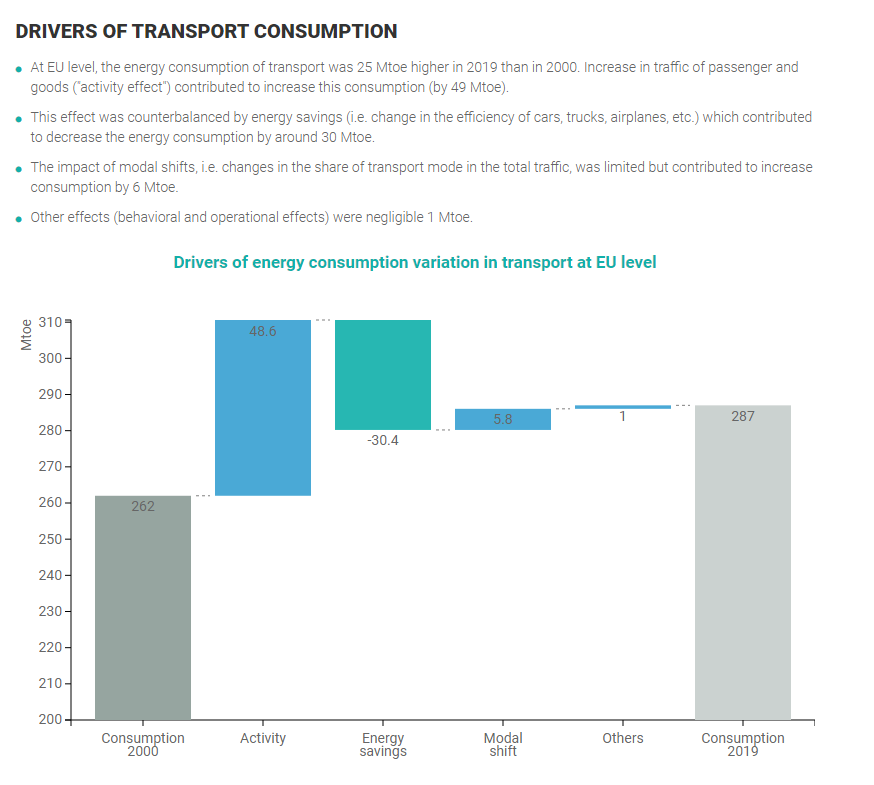 DRIVERS OF TRANSPORT CONSUMPTION
At EU level, the energy consumption of transport was 25 Mtoe higher in 2019 than in 2000. Increase in traffic of passenger and
goods ("activity effect") contributed to increase this consumption (by 49 Mtoe).
This effect was counterbalanced by energy savings (i.e. change in the efficiency of cars, trucks, airplanes, etc.) which contributed
to decrease the energy consumption by around 30 Mtoe.
The impact of modal shifts, i.e. changes in the share of transport mode in the total traffic, was limited but contributed to increase
consumption by 6 Mtoe.
Other effects (behavioral and operational effects) were negligible 1 Mtoe.
Drivers of energy consumption variation in transport at EU level
Mtoe
310
300
290
280
270
260
250
240
230
220
210
200
262
48.6
-30.4
5.8
1
287
Consumption
2000
Activity
Energy
savings
Modal
shift
Others
Consumption
2019